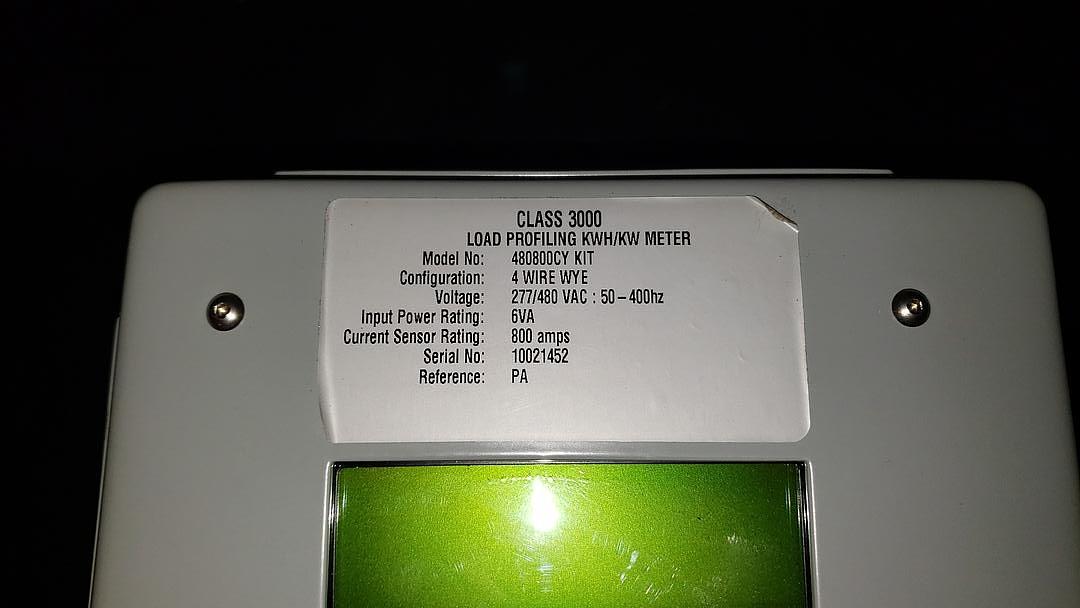 CLASS 3000
LOAD PROFILING KWH/KW METER
Model No: 480800CY KIT
Configuration: 4 WIRE WYE
Voltage: 277/480 VAC : 50 – 400hz
Input Power Rating: 6VA
Current Sensor Rating: 800 amps
Serial No: 10021452
Reference: PA